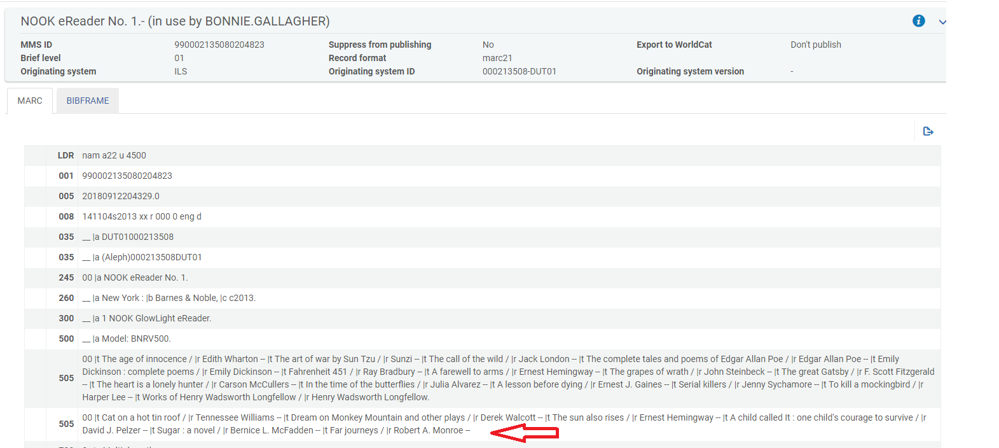 NOOK eReader No. 1.- (in use by BONNIE.GALLAGHER)
MMS ID 990002135080204823 Suppress from publishing No Export to WorldCat Don't publish
Brief level 01 Record format marc21
Originating system ILS Originating system ID 000213508-DUT01 Originating system version -
MARC BIBFRAME
LDR nam a22 u 4500
001 990002135080204823
005 20180912204329.0
008 141104s2013 xx r 000 0 eng d
035 __ |a DUT01000213508
035 __ |a (Aleph)000213508DUT01
245 00 |a NOOK eReader No. 1.
260 __ |a New York : |b Barnes & Noble, |c c2013.
300 __ |a 1 NOOK GlowLight eReader.
500 __ |a Model: BNRV500.
505 00 |t The age of innocence / |r Edith Wharton -- |t The art of war by Sun Tzu / |r Sunzi -- |t The call of the wild / |r Jack London -- |t The complete tales and poems of Edgar Allan Poe / |r Edgar Allan Poe -- |t Emily
Dickinson : complete poems / |r Emily Dickinson -- |t Fahrenheit 451 / |r Ray Bradbury -- |t A farewell to arms / |r Ernest Hemingway -- |t The grapes of wrath / |r John Steinbeck -- |t The great Gatsby / |r F. Scott Fitzgerald
-- |t The heart is a lonely hunter / |r Carson McCullers -- |t In the time of the butterflies / |r Julia Alvarez -- |t A lesson before dying / |r Ernest J. Gaines -- |t Serial killers / |r Jenny Sychamore -- |t To kill a mockingbird / |r
Harper Lee -- |t Works of Henry Wadsworth Longfellow / |r Henry Wadsworth Longfellow.
505 00 |t Cat on a hot tin roof / |r Tennessee Williams -- |t Dream on Monkey Mountain and other plays / |r Derek Walcott -- |t The sun also rises / |r Ernest Hemingway -- |t A child called It : one child's courage to survive / |r
David J. Pelzer -- |t Sugar : a novel / |r Bernice L. McFadden -- |t Far journeys / |r Robert A. Monroe --